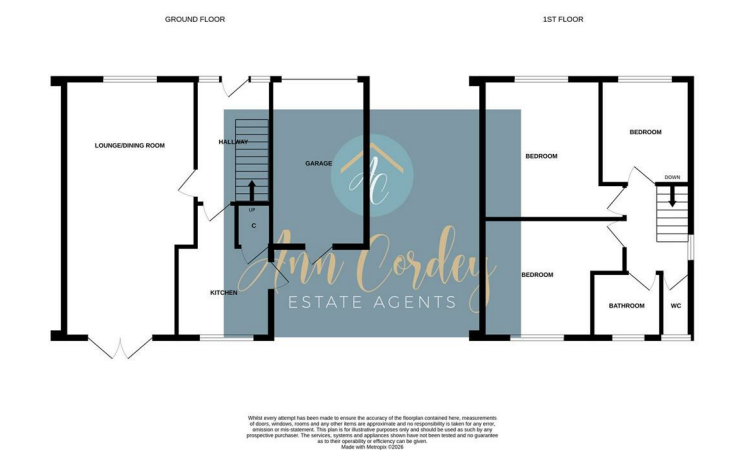 GROUND FLOOR
1ST FLOOR
LOUNGE/DINING ROOM
HALLWAY
GARAGE
UP
C
KITCHEN
BEDROOM
BEDROOM
DOWN
BEDROOM
BATHROOM
WC
AC
Ann Cordey
ESTATE AGENTS
Whilst every attempt has been made to ensure the accuracy of the floorplan contained here, measurements
of doors, windows, rooms and any other items are approximate and no responsibility is taken for any error,
omission or mis-statement. This plan is for illustrative purposes only and should be used as such by any
prospective purchaser. The services, systems and appliances shown have not been tested and no guarantee
as to their operability or efficiency can be given.
Made with Metropix ©2026